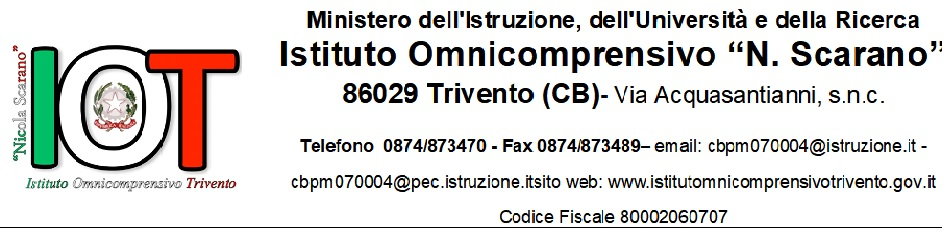 "Nicola Scarano"
IOT
Istituto Omnicomprensivo Trivento
Ministero dell'Istruzione, dell'Università e della Ricerca
Istituto Omnicomprensivo “N. Scarano”
86029 Trivento (CB)- Via Acquasantianni, s.n.c.
Telefono 0874/873470 - Fax 0874/873489– email: cbpm070004@istruzione.it -
cbpm070004@pec.istruzione.itsito web: www.istitutomnicomprensivotrivento.gov.it
Codice Fiscale 80002060707